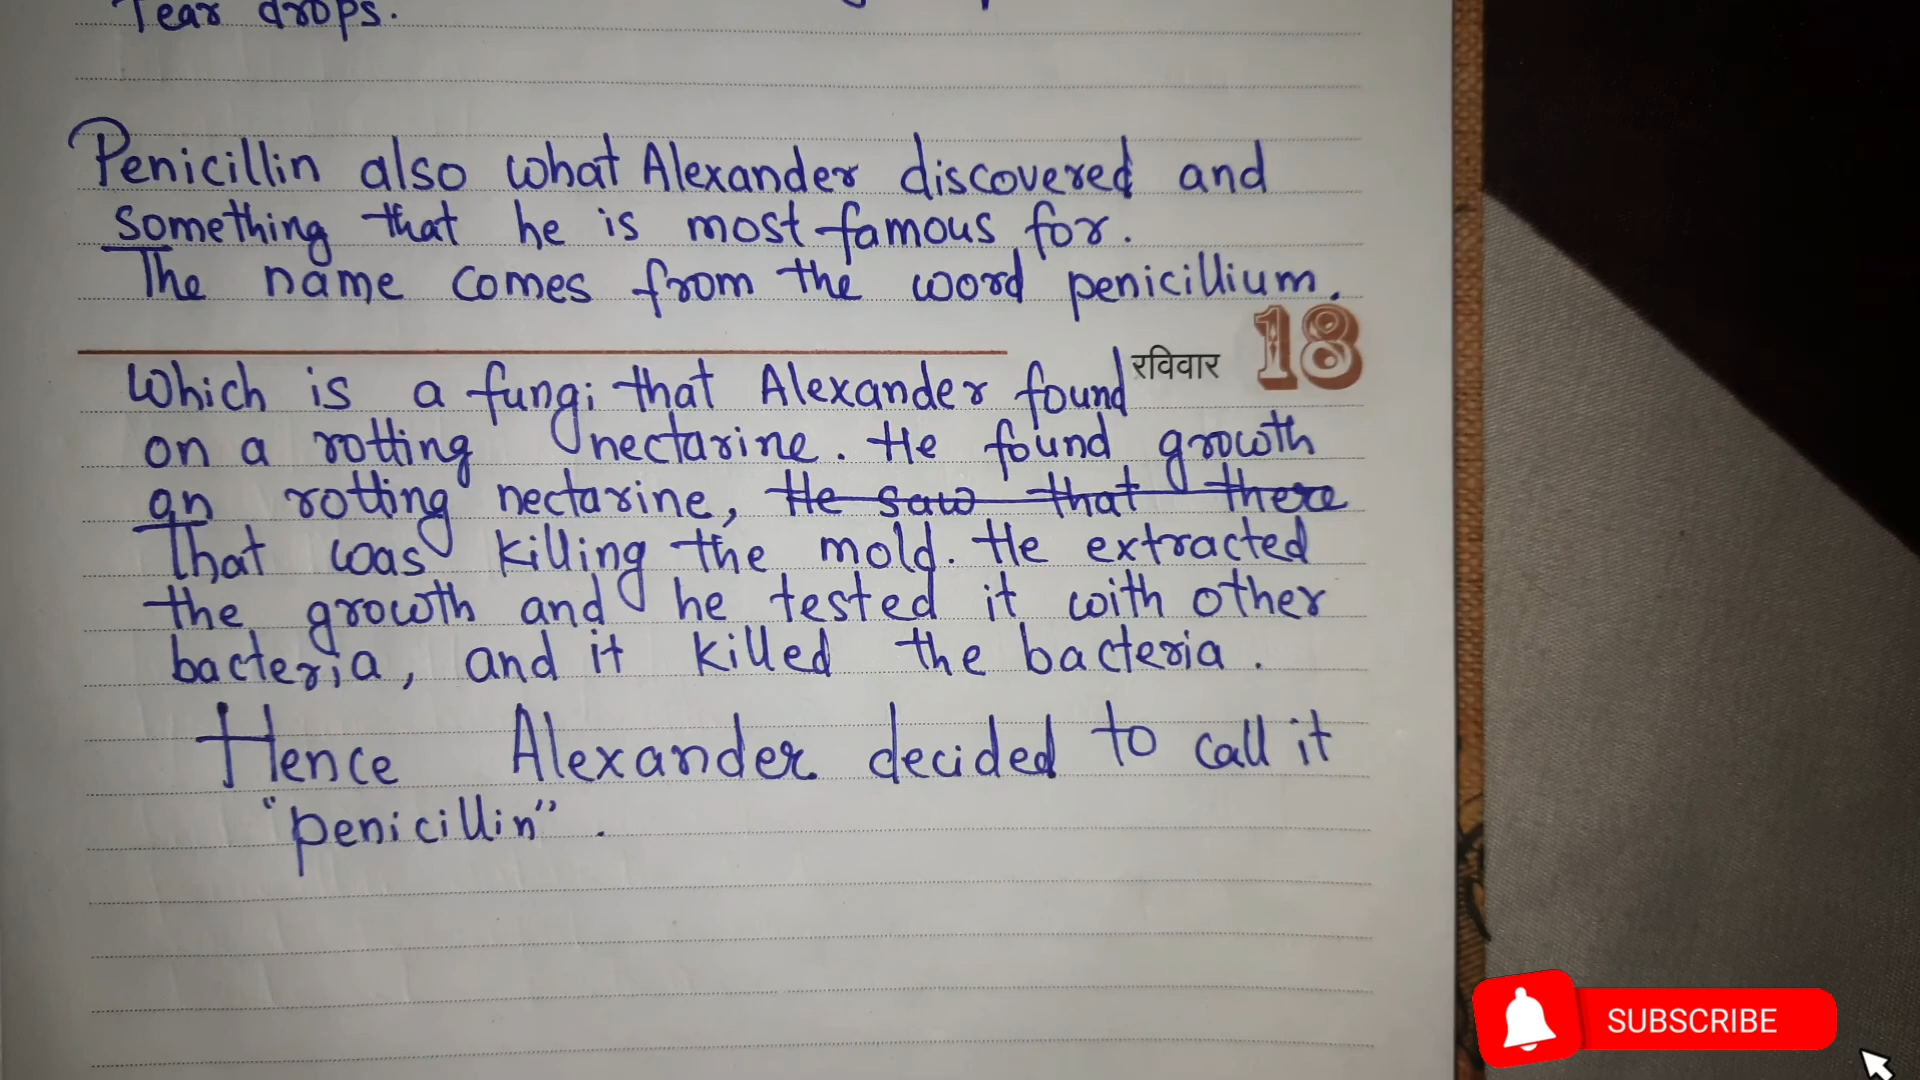 Tear drops.
Penicillin also what Alexander discovered and
something that he is most famous for.
The name comes from the word penicillium.
रविवार 18
Which is a fungi that Alexander found
on a rotting nectarine. He found growth
an rotting nectarine, He saw that there
That was killing the mold. He extracted
the growth and he tested it with other
bacteria, and it killed the bacteria.
Hence Alexander decided to call it
"penicillin".
SUBSCRIBE